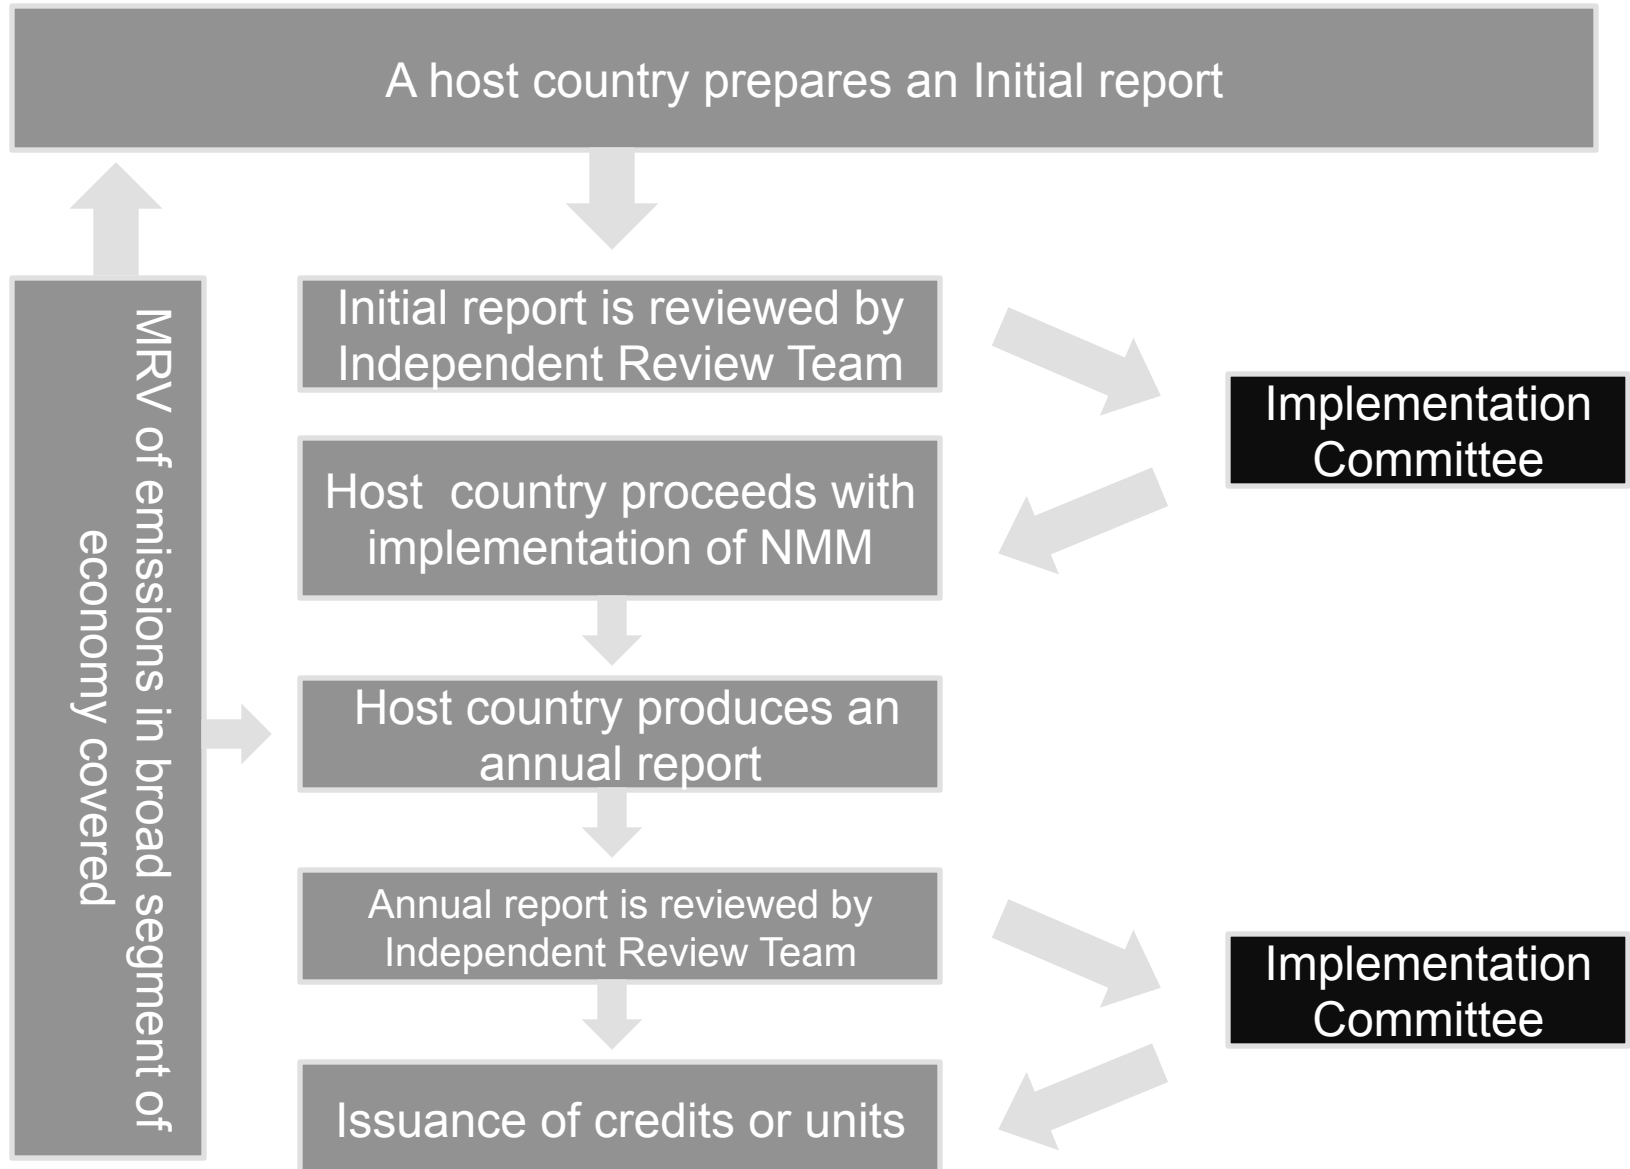 A host country prepares an Initial report
MRV of emissions in broad segment of
economy covered
Initial report is reviewed by
Independent Review Team
Implementation
Committee
Host  country proceeds with
implementation of NMM
Host country produces an
annual report
Annual report is reviewed by
Independent Review Team
Implementation
Committee
Issuance of credits or units